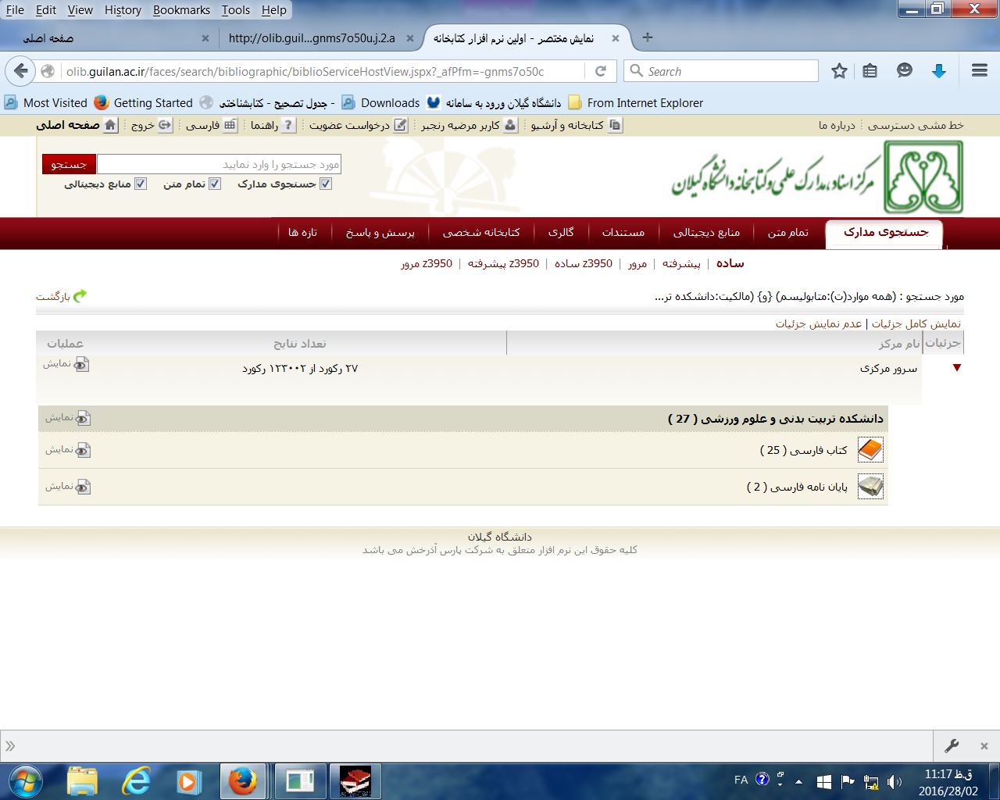 File Edit View History Bookmarks Tools Help
صفحه اصلی
http://olib.guil...gnms7o50u.j.2.a
نمایش مختصر - اولین نرم افزار کتابخانه
olib.guilan.ac.ir/faces/search/bibliographic/biblioServiceHostView.jspx?_afPfm=-gnms7o50c
Search
Most Visited
Getting Started
جدول تصحیح - کتابشناختی -
Downloads
دانشگاه گیلان ورود به سامانه
From Internet Explorer
خط مشی دسترسی
درباره ما
کتابخانه و آرشیو
کاربر مرضیه رنجبر
درخواست عضویت
راهنما
فارسی
خروج
صفحه اصلی
مرکز اسناد، مدارک علمی و کتابخانه دانشگاه گیلان
مورد جستجو را وارد نمایید
جستجو
جستجوی مدارک
تمام متن
منابع دیجیتالی
جستجوی مدارک
تمام متن
منابع دیجیتالی
مستندات
گالری
کتابخانه شخصی
پرسش و پاسخ
تازه ها
ساده | پیشرفته | مرور | z3950 ساده | z3950 پیشرفته | z3950 مرور
مورد جستجو : (همه موارد(ت):متابولیسم) {و} (مالکیت:دانشکده تر...
بازگشت
نمایش کامل جزئیات | عدم نمایش جزئیات
جزئیات
نام مرکز
تعداد نتایج
عملیات
سرور مرکزی
۲۷ رکورد از ۱۲۳۰۰۲ رکورد
نمایش
دانشکده تربیت بدنی و علوم ورزشی ( 27 )
نمایش
کتاب فارسی ( 25 )
نمایش
پایان نامه فارسی ( 2 )
نمایش
دانشگاه گیلان
کلیه حقوق این نرم افزار متعلق به شرکت پارس آذرخش می باشد
FA
11:17 ق.ظ
2016/28/02